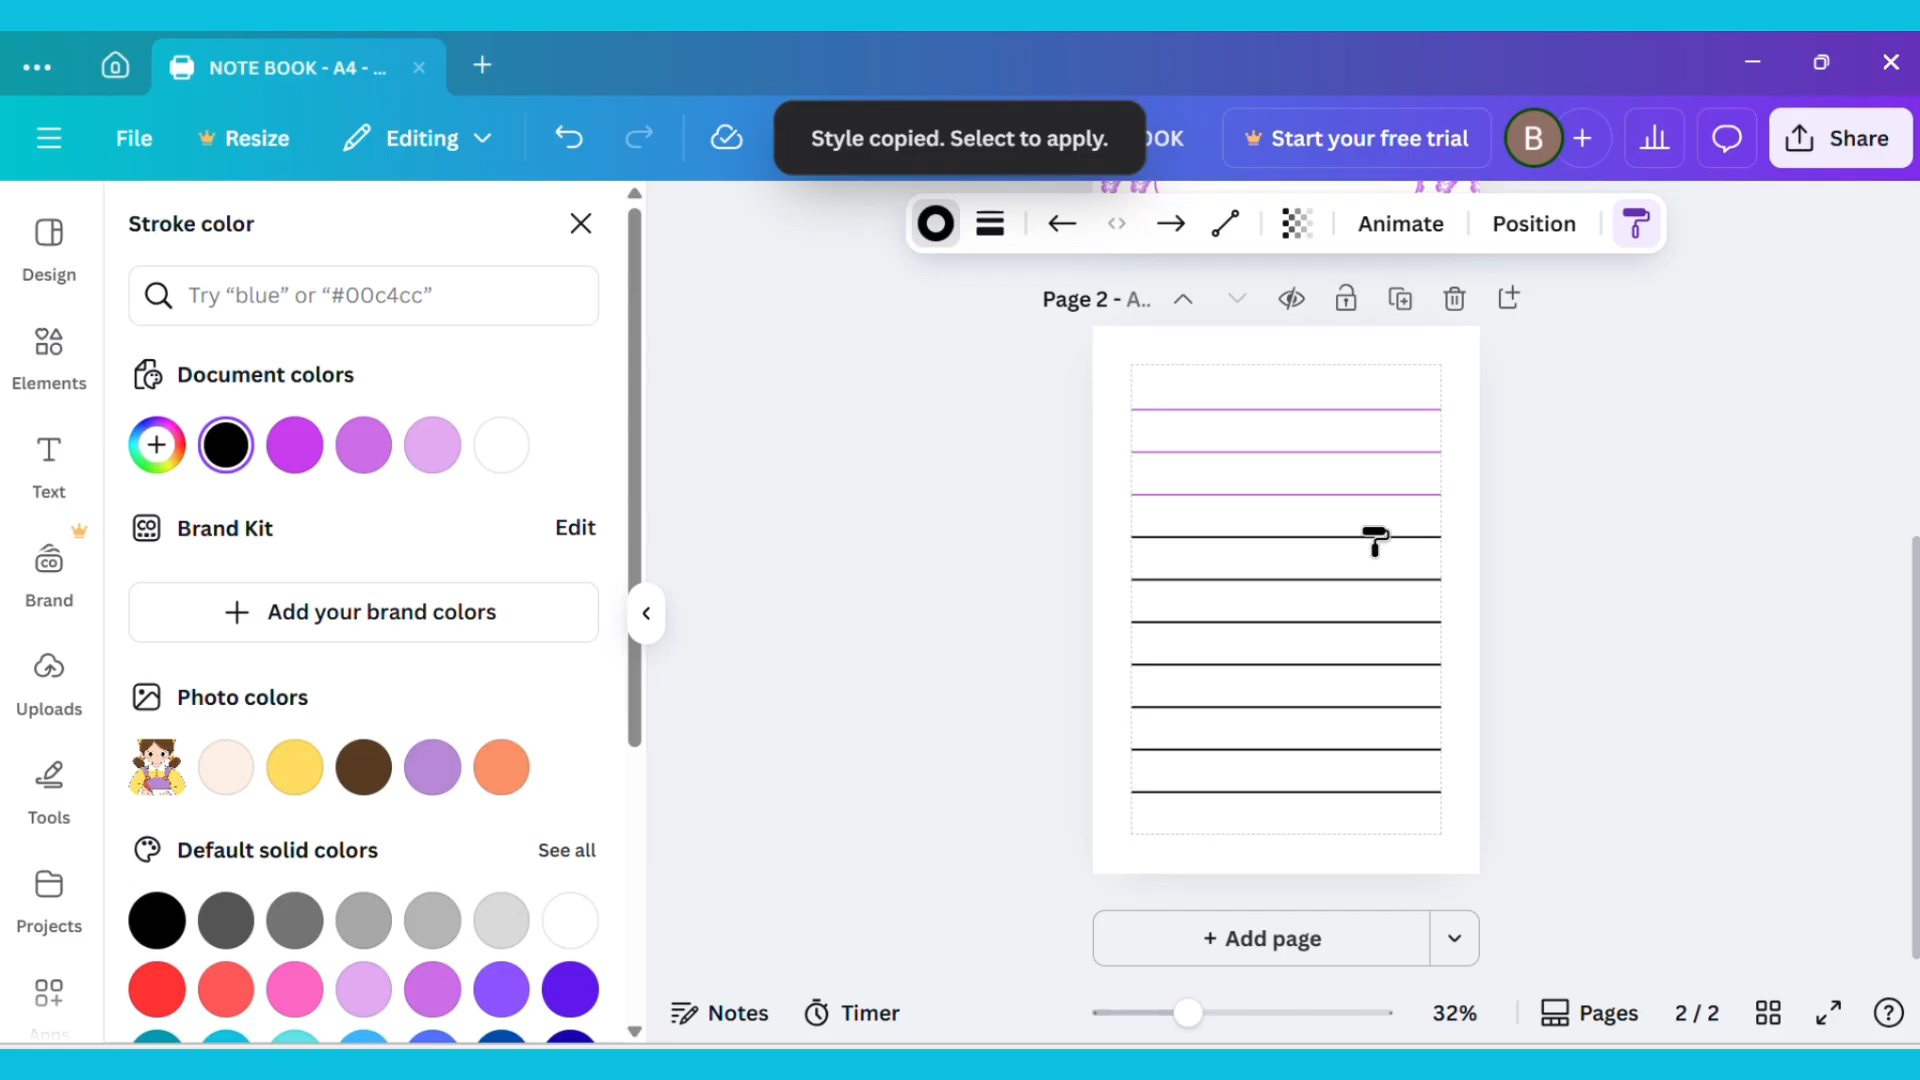 NOTE BOOK - A4 - ...
File
Resize
Editing
Style copied. Select to apply.
OOK
Start your free trial
B
Share
Design
Elements
Text
Brand
Uploads
Tools
Projects
Apps
Stroke color
Try “blue” or “#00c4cc”
Document colors
Brand Kit
Edit
Add your brand colors
Photo colors
Default solid colors
See all
Animate
Position
Page 2 - A..
+ Add page
Notes
Timer
32%
Pages
2 / 2